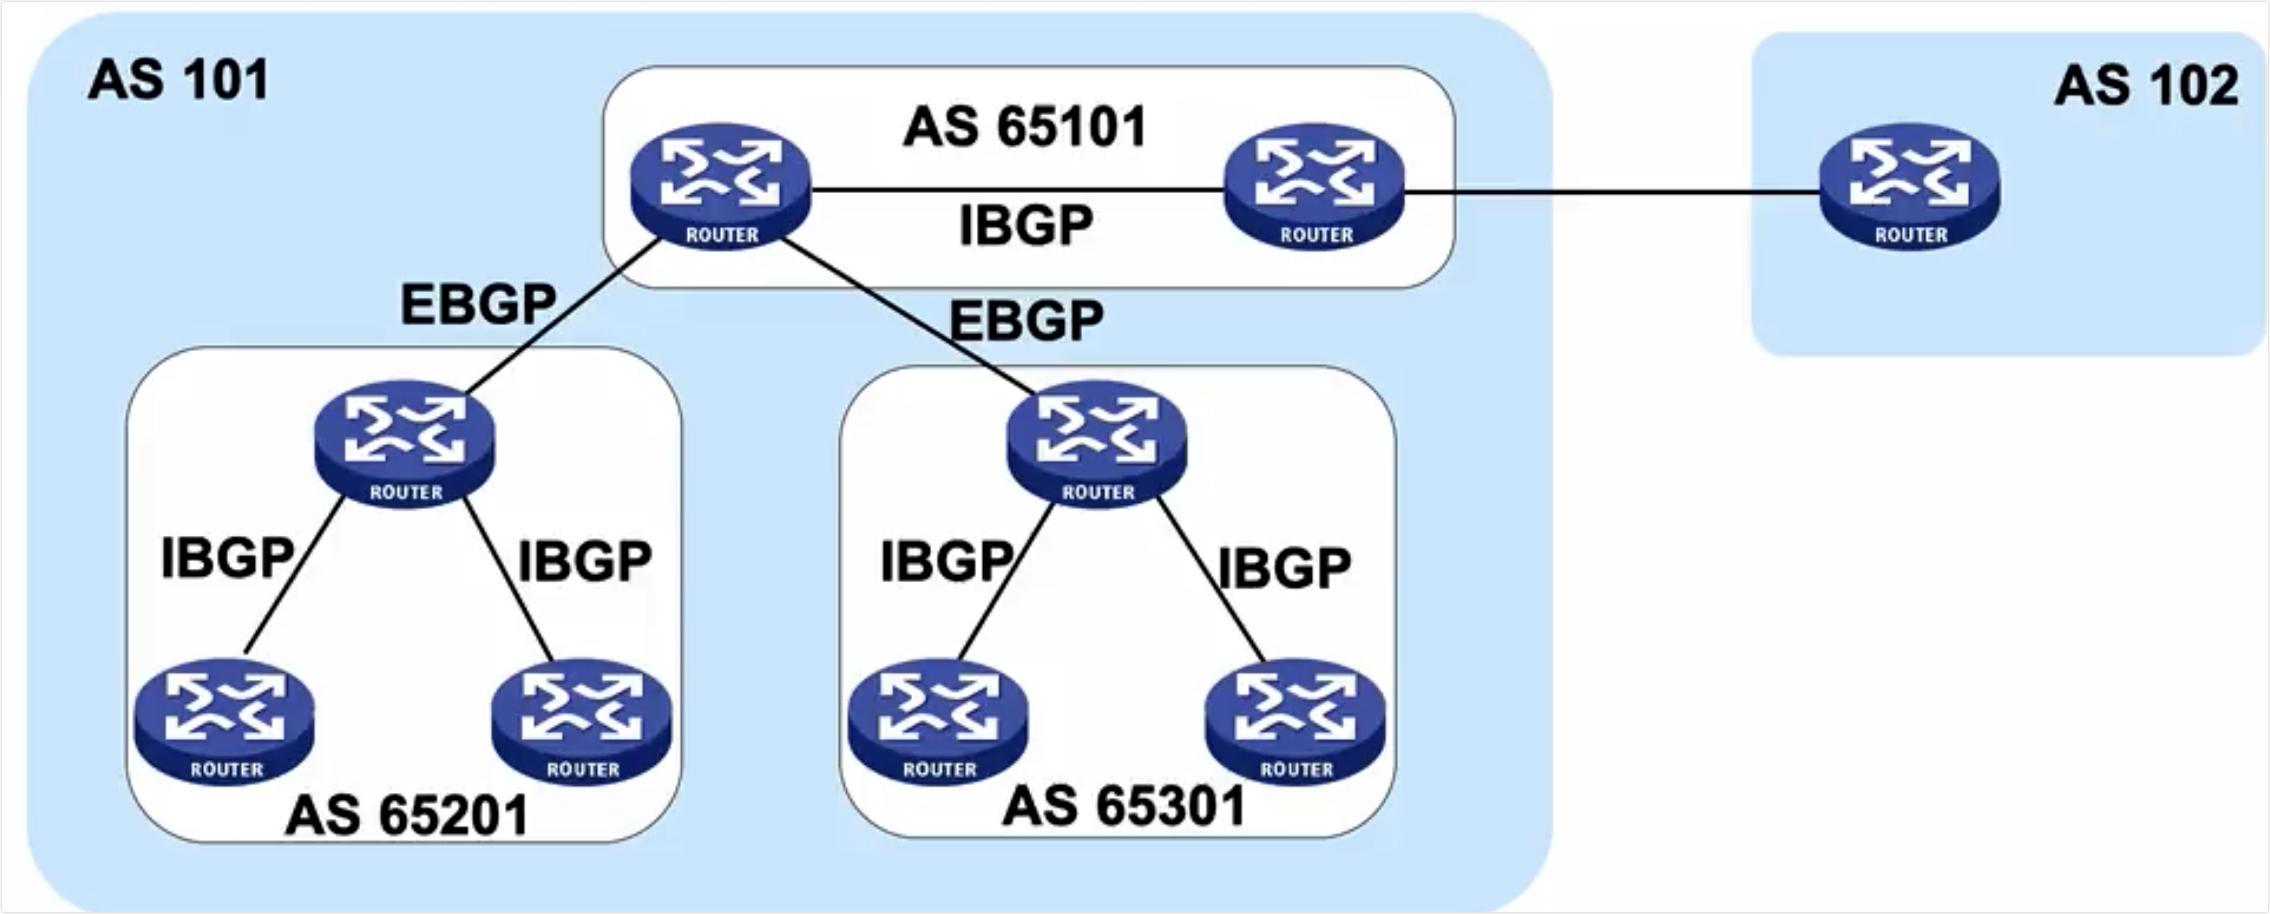 AS 101
AS 65101
AS 102
ROUTER
ROUTER
ROUTER
IBGP
EBGP
EBGP
ROUTER
ROUTER
IBGP
IBGP
IBGP
IBGP
ROUTER
ROUTER
ROUTER
ROUTER
AS 65201
AS 65301